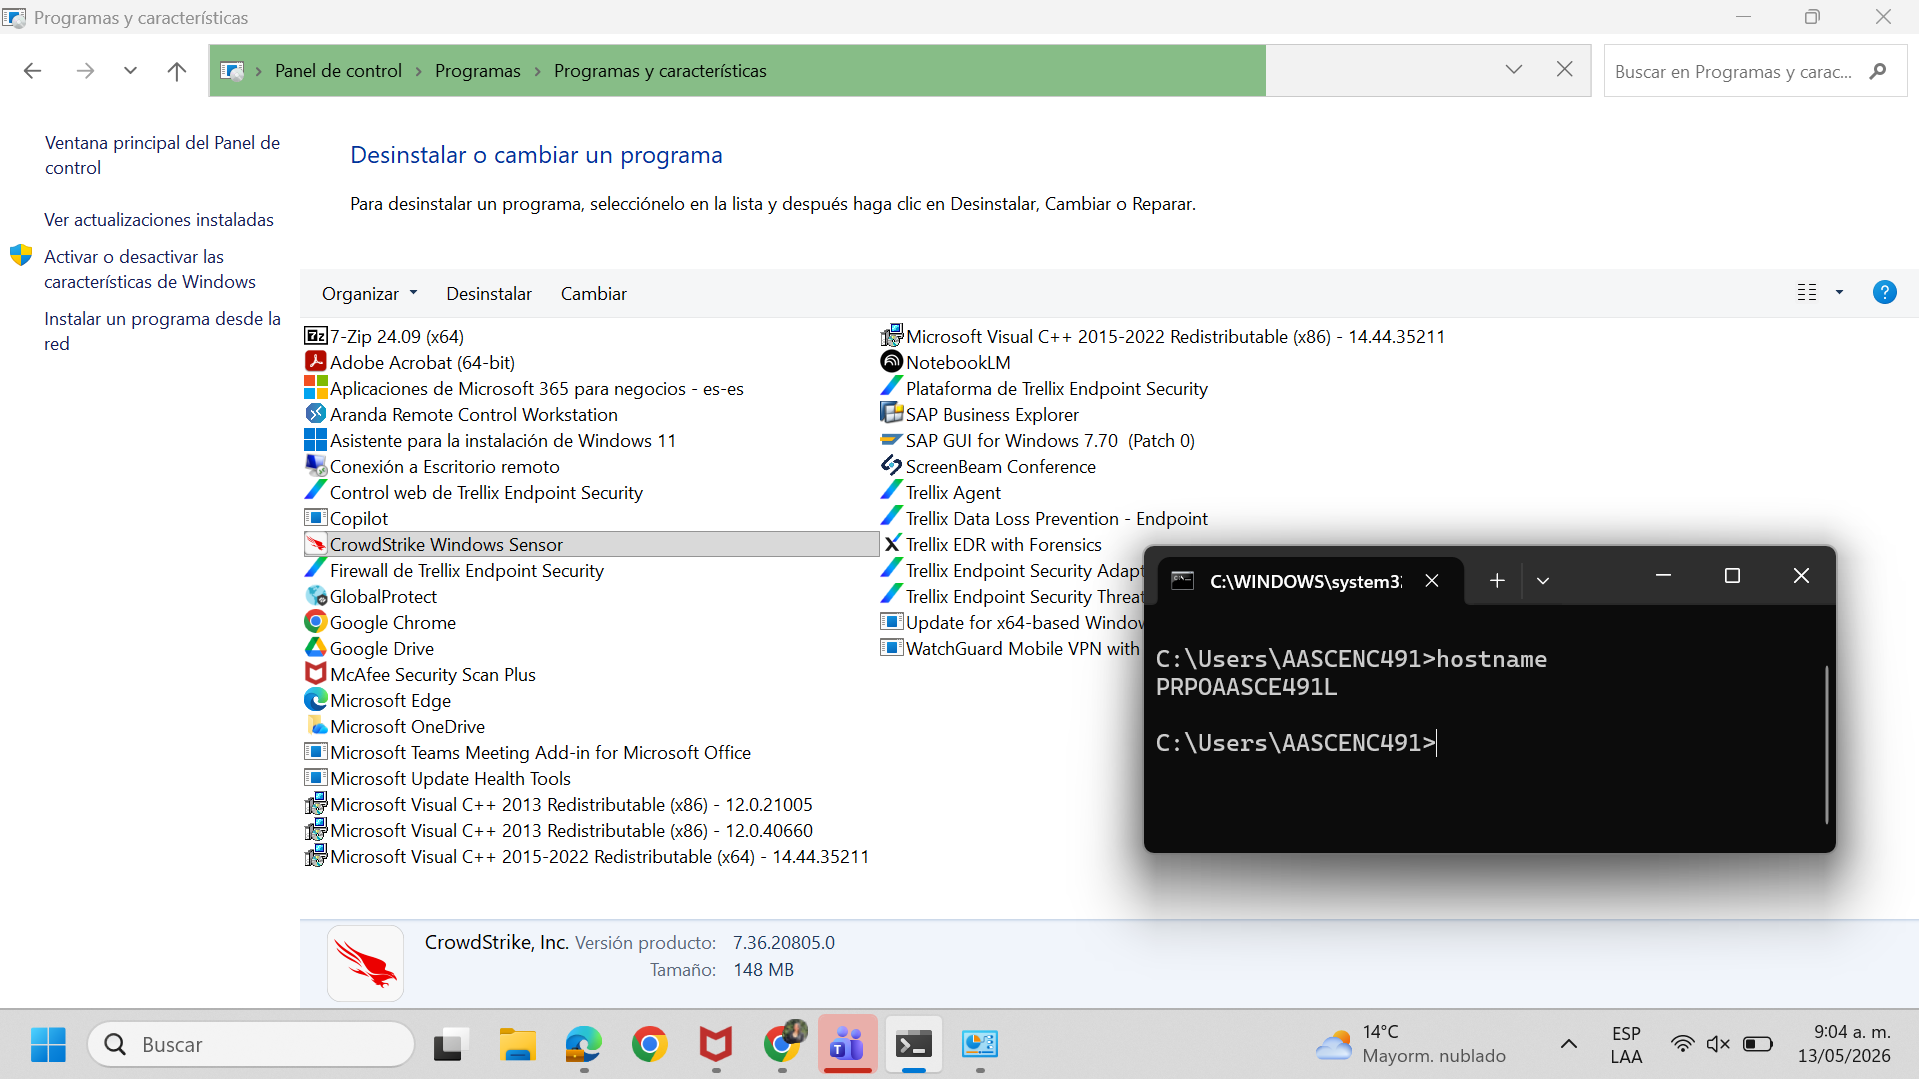 Programas y características
Panel de control › Programas › Programas y características
Buscar en Programas y carac...
Ventana principal del Panel de
control
Ver actualizaciones instaladas
Activar o desactivar las
características de Windows
Instalar un programa desde la
red
Desinstalar o cambiar un programa
Para desinstalar un programa, selecciónelo en la lista y después haga clic en Desinstalar, Cambiar o Reparar.
Organizar Desinstalar Cambiar
7-Zip 24.09 (x64)
Adobe Acrobat (64-bit)
Aplicaciones de Microsoft 365 para negocios - es-es
Aranda Remote Control Workstation
Asistente para la instalación de Windows 11
Conexión a Escritorio remoto
Control web de Trellix Endpoint Security
Copilot
CrowdStrike Windows Sensor
Firewall de Trellix Endpoint Security
GlobalProtect
Google Chrome
Google Drive
McAfee Security Scan Plus
Microsoft Edge
Microsoft OneDrive
Microsoft Teams Meeting Add-in for Microsoft Office
Microsoft Update Health Tools
Microsoft Visual C++ 2013 Redistributable (x86) - 12.0.21005
Microsoft Visual C++ 2013 Redistributable (x86) - 12.0.40660
Microsoft Visual C++ 2015-2022 Redistributable (x64) - 14.44.35211
Microsoft Visual C++ 2015-2022 Redistributable (x86) - 14.44.35211
NotebookLM
Plataforma de Trellix Endpoint Security
SAP Business Explorer
SAP GUI for Windows 7.70 (Patch 0)
ScreenBeam Conference
Trellix Agent
Trellix Data Loss Prevention - Endpoint
Trellix EDR with Forensics
Trellix Endpoint Security Adapt
Trellix Endpoint Security Threat
Update for x64-based Window
WatchGuard Mobile VPN with
C:\WINDOWS\system32
C:\Users\AASCENC491>hostname
PRPOAASCE491L
C:\Users\AASCENC491>
CrowdStrike, Inc. Versión producto: 7.36.20805.0
Tamaño: 148 MB
Buscar
14°C
Mayorm. nublado
ESP
LAA
9:04 a. m.
13/05/2026